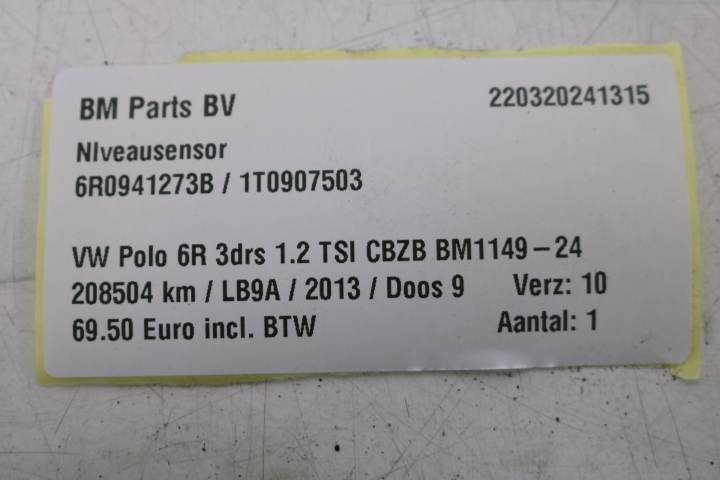 BM Parts BV 220320241315
NIveausensor
6R0941273B / 1T0907503
VW Polo 6R 3drs 1.2 TSI CBZB BM1149-24
208504 km / LB9A / 2013 / Doos 9 Verz: 10
69.50 Euro incl. BTW Aantal: 1